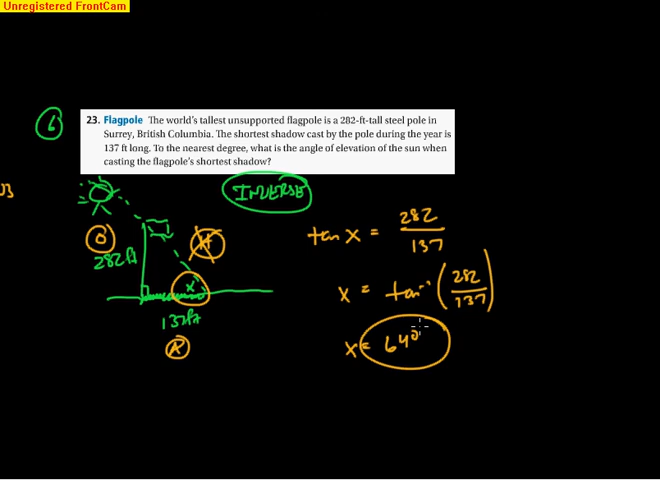 Unregistered FrontCam
6
23. Flagpole The world's tallest unsupported flagpole is a 282-ft-tall steel pole in
Surrey, British Columbia. The shortest shadow cast by the pole during the year is
137 ft long. To the nearest degree, what is the angle of elevation of the sun when
casting the flagpole's shortest shadow?
INVERSE
O
H
282 ft
x
137 ft
A
tan x = 282/137
x = tan⁻¹(282/137)
x = 64°